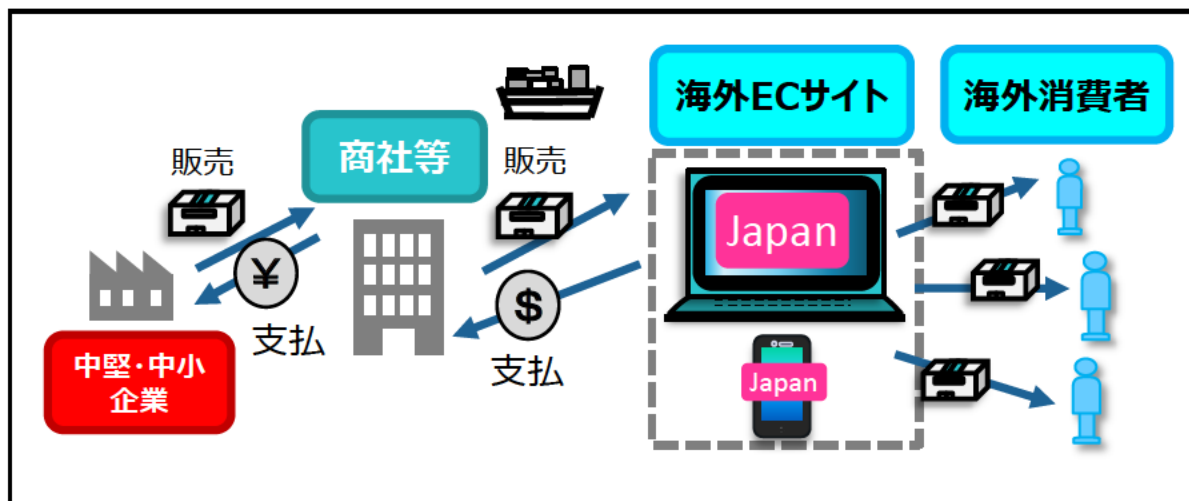 海外ECサイト
海外消費者
商社等
販売
販売
Japan
¥
$
支払
支払
中堅・中小
企業
Japan